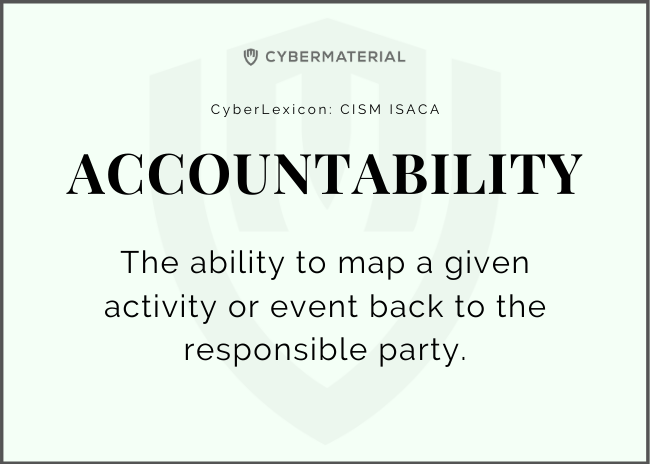 CYBERMATERIAL
CyberLexicon: CISM ISACA
ACCOUNTABILITY
The ability to map a given
activity or event back to the
responsible party.